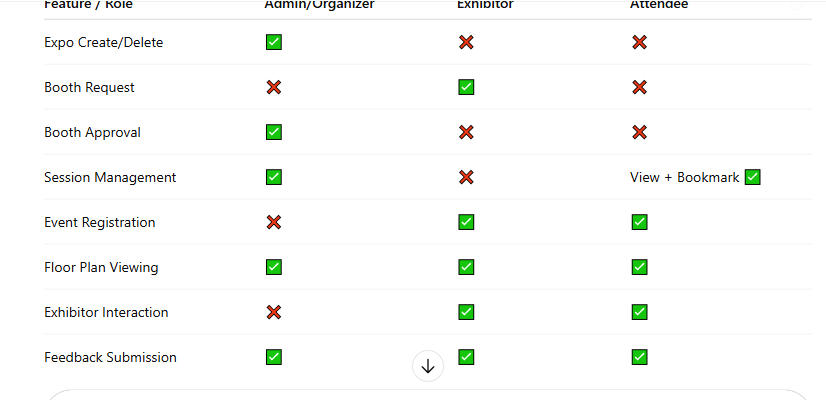 Feature / Role Admin/Organizer Exhibitor Attendee
Expo Create/Delete ✅ ❌ ❌
Booth Request ❌ ✅ ❌
Booth Approval ✅ ❌ ❌
Session Management ✅ ❌ View + Bookmark ✅
Event Registration ❌ ✅ ✅
Floor Plan Viewing ✅ ✅ ✅
Exhibitor Interaction ❌ ✅ ✅
Feedback Submission ✅ ✅ ✅